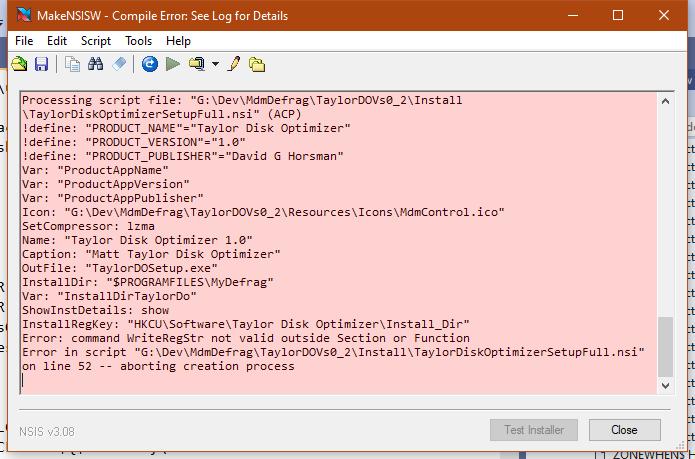 MakeNSISW - Compile Error: See Log for Details
File Edit Script Tools Help
Processing script file: "G:\Dev\MdmDefrag\TaylorDOVs0_2\Install
\TaylorDiskOptimizerSetupFull.nsi" (ACP)
!define: "PRODUCT_NAME"="Taylor Disk Optimizer"
!define: "PRODUCT_VERSION"="1.0"
!define: "PRODUCT_PUBLISHER"="David G Horsman"
Var: "ProductAppName"
Var: "ProductAppVersion"
Var: "ProductAppPublisher"
Icon: "G:\Dev\MdmDefrag\TaylorDOVs0_2\Resources\Icons\MdmControl.ico"
SetCompressor: lzma
Name: "Taylor Disk Optimizer 1.0"
Caption: "Matt Taylor Disk Optimizer"
OutFile: "TaylorDOSetup.exe"
InstallDir: "$PROGRAMFILES\MyDefrag"
Var: "InstallDirTaylorDo"
ShowInstDetails: show
InstallRegKey: "HKCU\Software\Taylor Disk Optimizer\Install_Dir"
Error: command WriteRegStr not valid outside Section or Function
Error in script "G:\Dev\MdmDefrag\TaylorDOVs0_2\Install\TaylorDiskOptimizerSetupFull.nsi"
on line 52 -- aborting creation process
NSIS v3.08
Test Installer
Close
ZONEWHENS